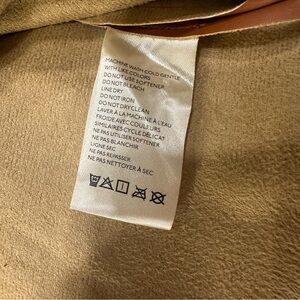 MACHINE WASH COLD GENTLE
WITH LIKE COLORS
DO NOT USE SOFTENER
DO NOT BLEACH
LINE DRY
DO NOT IRON
DO NOT DRY CLEAN
LAVER À LA MACHINE À L'EAU
FROIDE AVEC COULEURS
SIMILAIRES CYCLE DÉLICAT
NE PAS UTILISER SOFTENER
NE PAS BLANCHIR
LIGNE SEC
NE PAS REPASSER
NE PAS NETTOYER À SEC